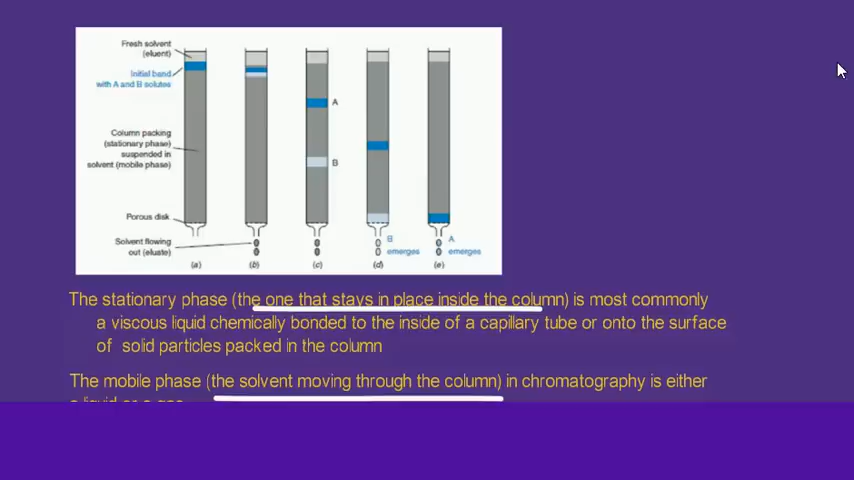 Fresh solvent
(eluent)
Initial band
with A and B solutes
Column packing
(stationary phase)
suspended in
solvent (mobile phase)
Porous disk
Solvent flowing
out (eluate)
A
B
B
emerges
A
emerges
(a)
(b)
(c)
(d)
(e)
The stationary phase (the one that stays in place inside the column) is most commonly
a viscous liquid chemically bonded to the inside of a capillary tube or onto the surface
of solid particles packed in the column
The mobile phase (the solvent moving through the column) in chromatography is either
a liquid or a gas